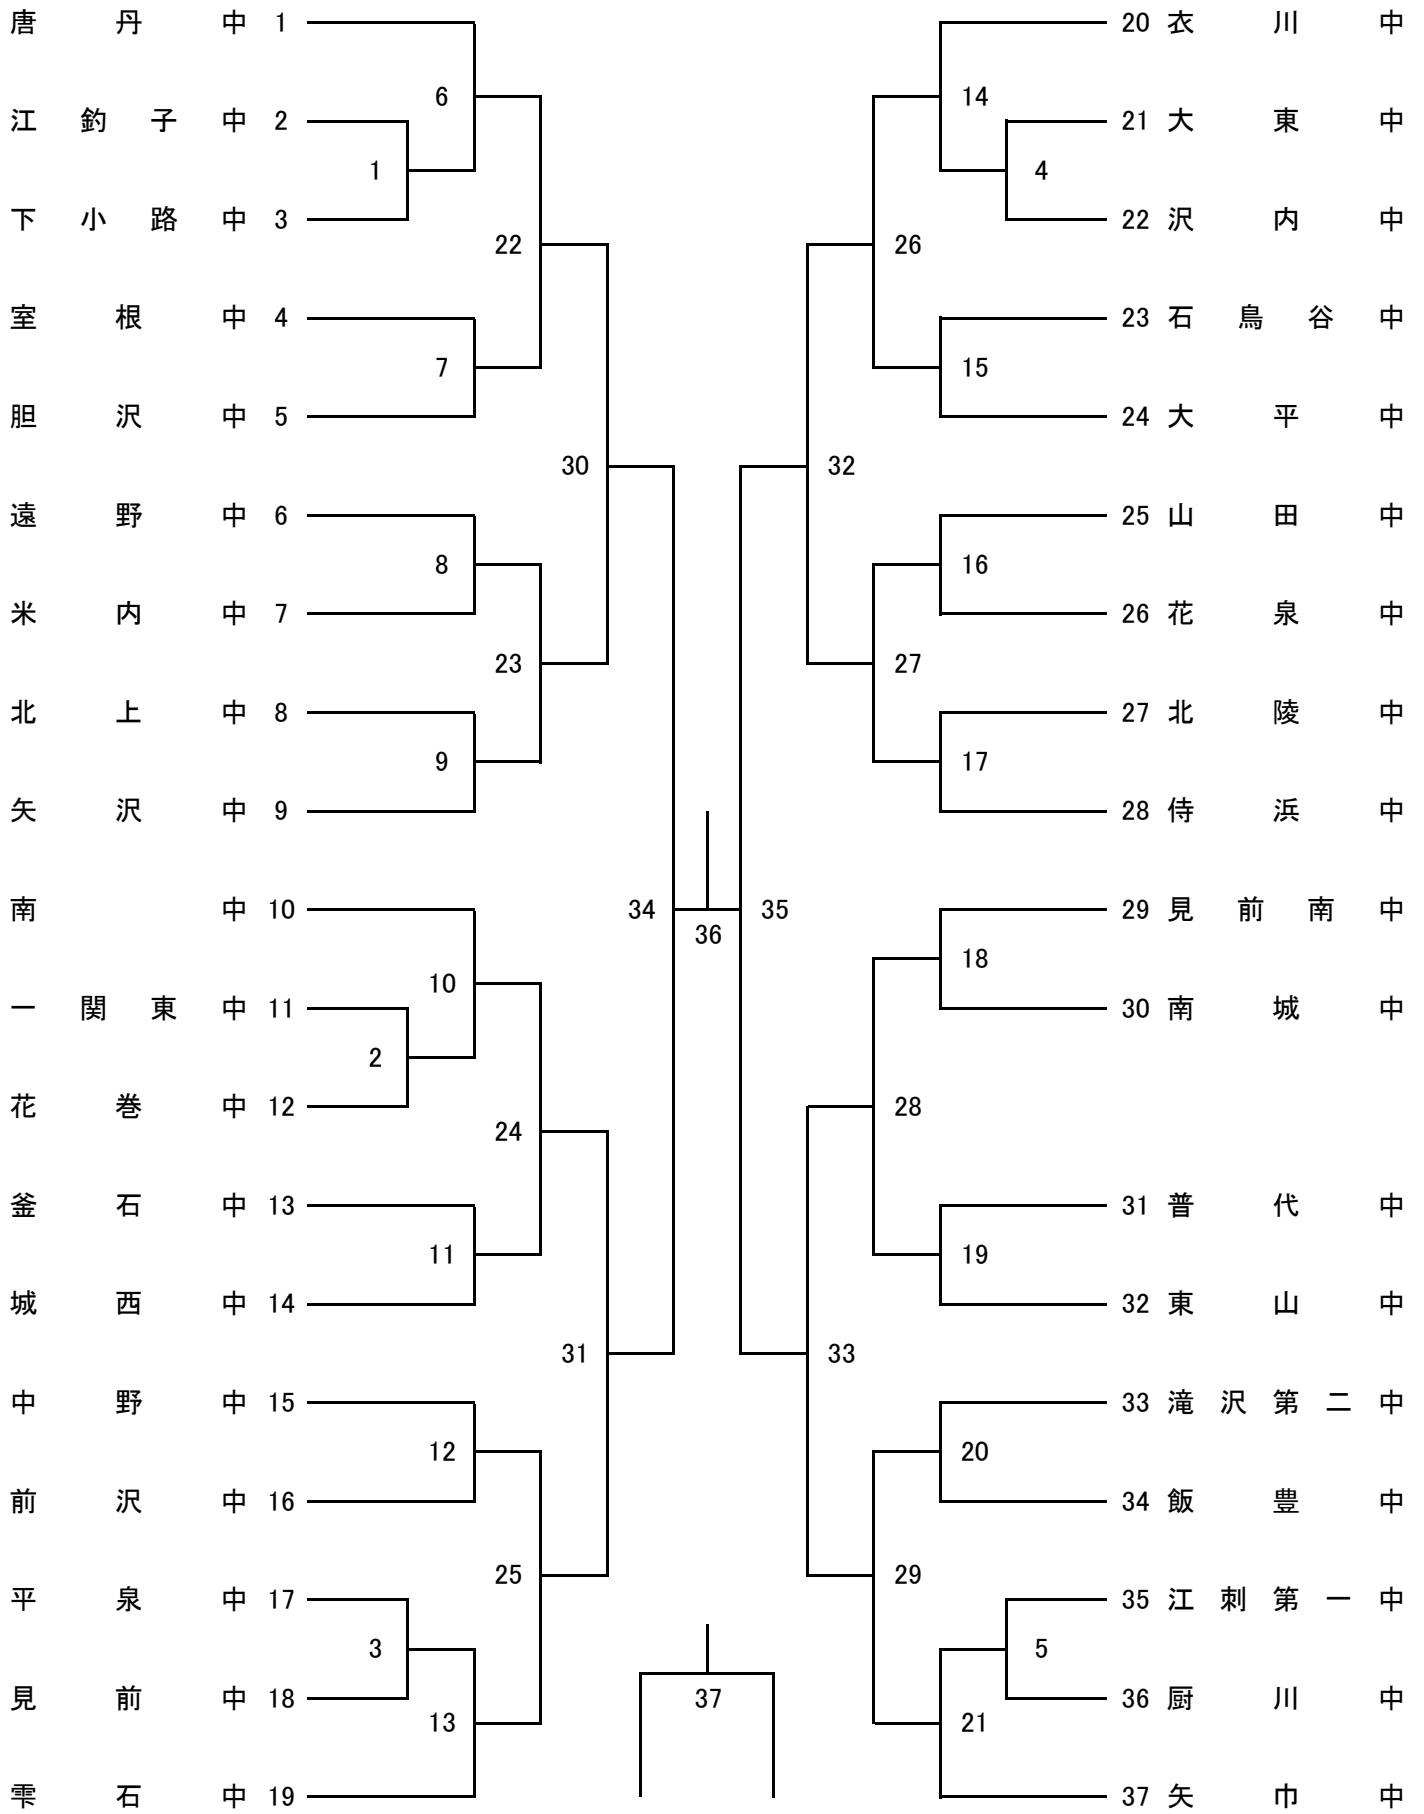 唐丹中 1
江釣子中 2
下小路中 3
室根中 4
胆沢中 5
遠野中 6
米内中 7
北上中 8
矢沢中 9
南中 10
一関東中 11
花巻中 12
釜石中 13
城西中 14
中野中 15
前沢中 16
平泉中 17
見前中 18
雫石中 19
6
1
22
7
30
8
23
9
34
10
2
24
11
31
12
25
3
13
36
37
14
4
26
15
32
16
27
17
35
18
28
19
33
20
29
5
21
20 衣川中
21 大東中
22 沢内中
23 石鳥谷中
24 大平中
25 山田中
26 花泉中
27 北陵中
28 侍浜中
29 見前南中
30 南城中
31 普代中
32 東山中
33 滝沢第二中
34 飯豊中
35 江刺第一中
36 厨川中
37 矢巾中